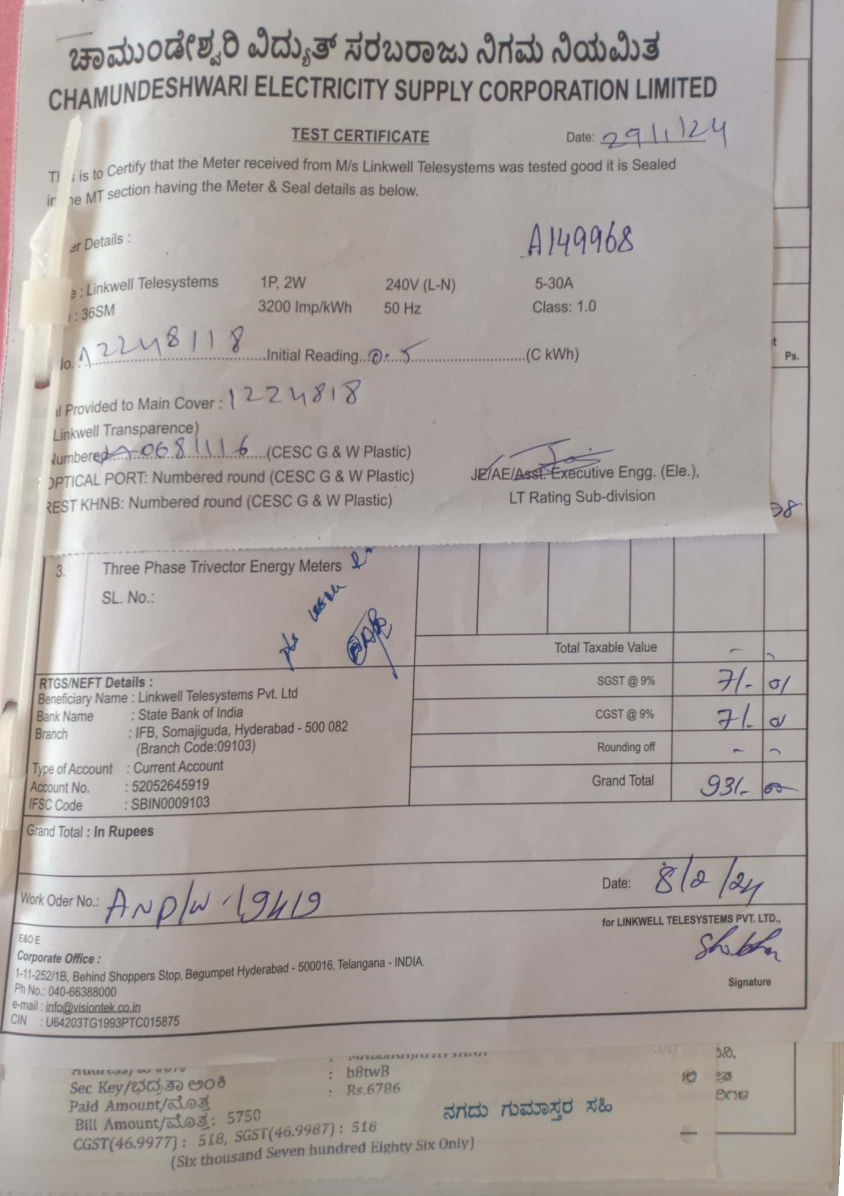 ಚಾಮುಂಡೇಶ್ವರಿ ವಿದ್ಯುತ್ ಸರಬರಾಜು ನಿಗಮ ನಿಯಮಿತ
CHAMUNDESHWARI ELECTRICITY SUPPLY CORPORATION LIMITED
TEST CERTIFICATE
Date: 29/1/24
is to Certify that the Meter received from M/s Linkwell Telesystems was tested good it is Sealed
MT section having the Meter & Seal details as below.
Details :
A149968
: Linkwell Telesystems 1P, 2W 240V (L-N) 5-30A
: 36SM 3200 Imp/kWh 50 Hz Class: 1.0
No. 12248118 Initial Reading 0.5 (C kWh)
Ps.
Provided to Main Cover : 1224818
Linkwell Transparence)
Numbered A0681116 (CESC G & W Plastic)
OPTICAL PORT: Numbered round (CESC G & W Plastic)
JE/AE/Asst. Executive Engg. (Ele.),
REST KHNB: Numbered round (CESC G & W Plastic)
LT Rating Sub-division
38
3. Three Phase Trivector Energy Meters
SL. No.:
Total Taxable Value - -
RTGS/NEFT Details :
SGST @ 9% 71- 01
Beneficiary Name : Linkwell Telesystems Pvt. Ltd
Bank Name : State Bank of India
CGST @ 9% 71-
Branch : IFB, Somajiguda, Hyderabad - 500 082
(Branch Code:09103)
Rounding off - -
Type of Account : Current Account
Account No. : 52052645919
Grand Total 931- 00
IFSC Code : SBIN0009103
Grand Total : In Rupees
Work Oder No.: ANP/W-19419
Date: 8/2/24
for LINKWELL TELESYSTEMS PVT. LTD.,
E&O E
Corporate Office :
1-11-252/1B, Behind Shoppers Stop, Begumpet Hyderabad - 500016, Telangana - INDIA
Ph No.: 040-66388000
Signature
e-mail : info@visiontek.co.in
CIN : U64203TG1993PTC015875
Sec Key/ಭದ್ರತಾ ಅಂಕಿ : b8twB
Paid Amount/ಮೊತ್ತ : Rs.6786
Bill Amount/ಮೊತ್ತ: 5750
ನಗದು ಗುಮಾಸ್ತರ ಸಹಿ
CGST(46.9977) : 518, SGST(46.9987) : 518
(Six thousand Seven hundred Eighty Six Only)